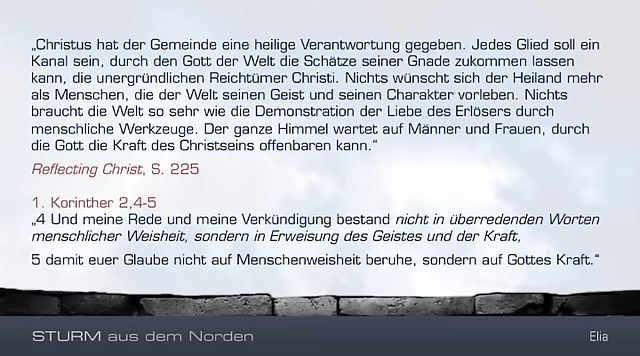 „Christus hat der Gemeinde eine heilige Verantwortung gegeben. Jedes Glied soll ein
Kanal sein, durch den Gott der Welt die Schätze seiner Gnade zukommen lassen
kann, die unergründlichen Reichtümer Christi. Nichts wünscht sich der Heiland mehr
als Menschen, die der Welt seinen Geist und seinen Charakter vorleben. Nichts
braucht die Welt so sehr wie die Demonstration der Liebe des Erlösers durch
menschliche Werkzeuge. Der ganze Himmel wartet auf Männer und Frauen, durch
die Gott die Kraft des Christseins offenbaren kann.“
Reflecting Christ, S. 225
1. Korinther 2,4-5
„4 Und meine Rede und meine Verkündigung bestand nicht in überredenden Worten
menschlicher Weisheit, sondern in Erweisung des Geistes und der Kraft,
5 damit euer Glaube nicht auf Menschenweisheit beruhe, sondern auf Gottes Kraft.“
STURM aus dem Norden
Elia